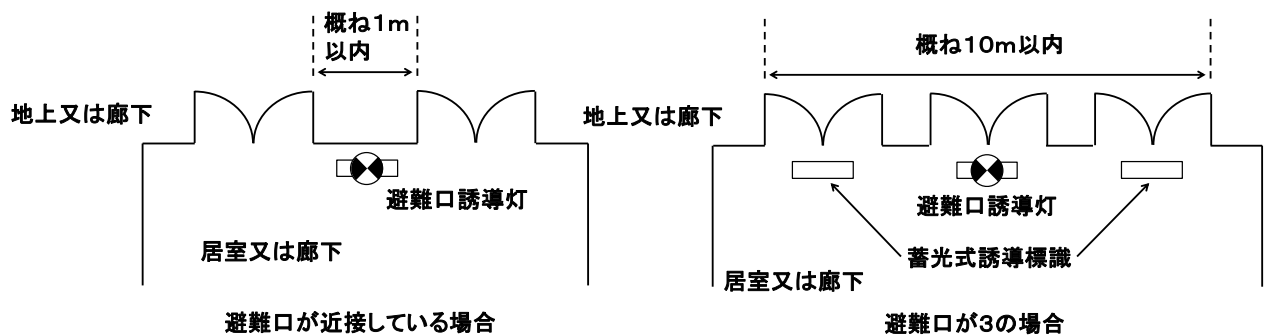 概ね1m
以内
地上又は廊下
避難口誘導灯
居室又は廊下
避難口が近接している場合
概ね10m以内
地上又は廊下
避難口誘導灯
蓄光式誘導標識
居室又は廊下
避難口が3の場合